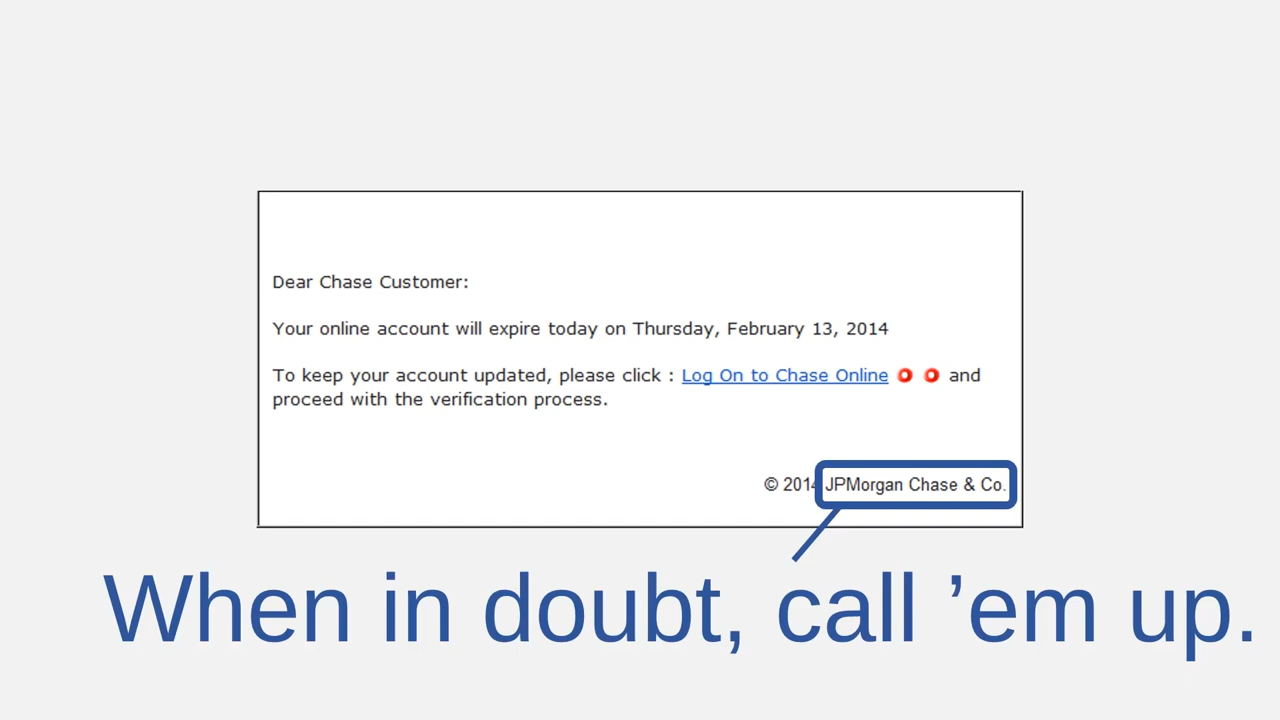 Dear Chase Customer:
Your online account will expire today on Thursday, February 13, 2014
To keep your account updated, please click : Log On to Chase Online and
proceed with the verification process.
© 2014 JPMorgan Chase & Co.
When in doubt, call ’em up.